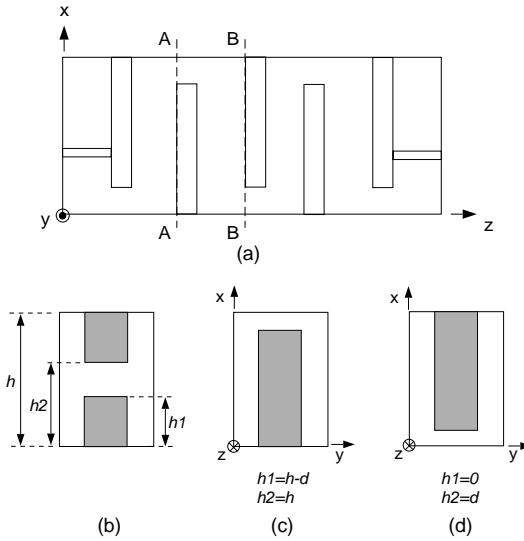 x
A
B
y
z
A
B
(a)
h
h2
h1
(b)
x
z
y
h1=h-d
h2=h
(c)
x
z
y
h1=0
h2=d
(d)